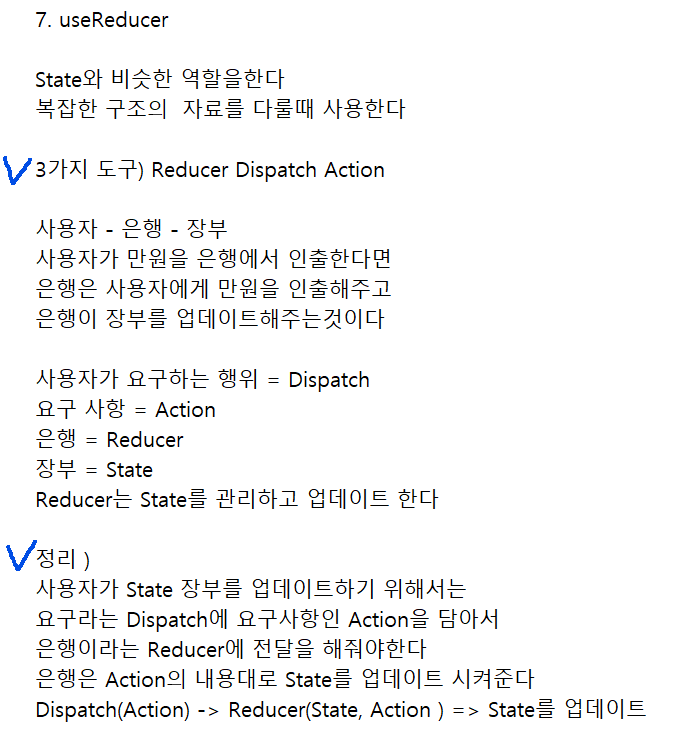 7. useReducer
State와 비슷한 역할을한다
복잡한 구조의  자료를 다룰때 사용한다
3가지 도구) Reducer Dispatch Action
사용자 - 은행 - 장부
사용자가 만원을 은행에서 인출한다면
은행은 사용자에게 만원을 인출해주고
은행이 장부를 업데이트해주는것이다
사용자가 요구하는 행위 = Dispatch
요구 사항 = Action
은행 = Reducer
장부 = State
Reducer는 State를 관리하고 업데이트 한다
정리 )
사용자가 State 장부를 업데이트하기 위해서는
요구라는 Dispatch에 요구사항인 Action을 담아서
은행이라는 Reducer에 전달을 해줘야한다
은행은 Action의 내용대로 State를 업데이트 시켜준다
Dispatch(Action) -> Reducer(State, Action ) => State를 업데이트